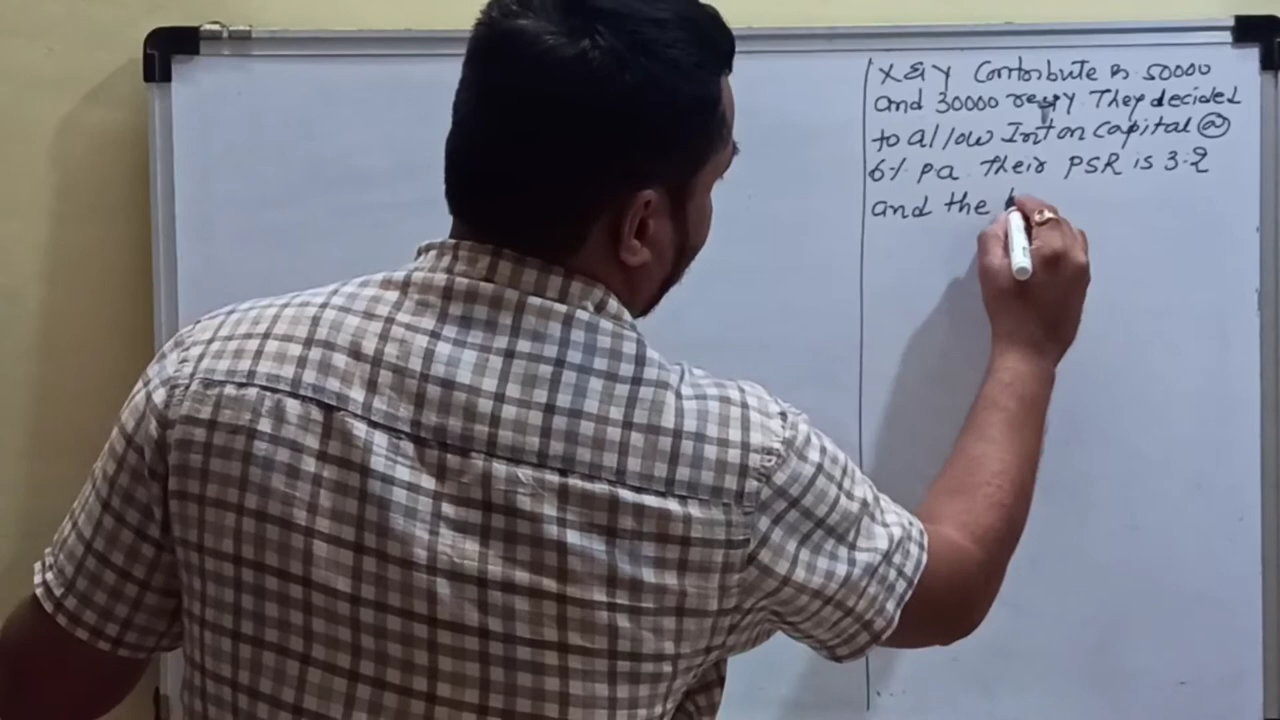 X & Y Contribute Rs 50000
and 30000 respy They decided
to allow Int on Capital @
6% pa. Their PSR is 3:2
and the